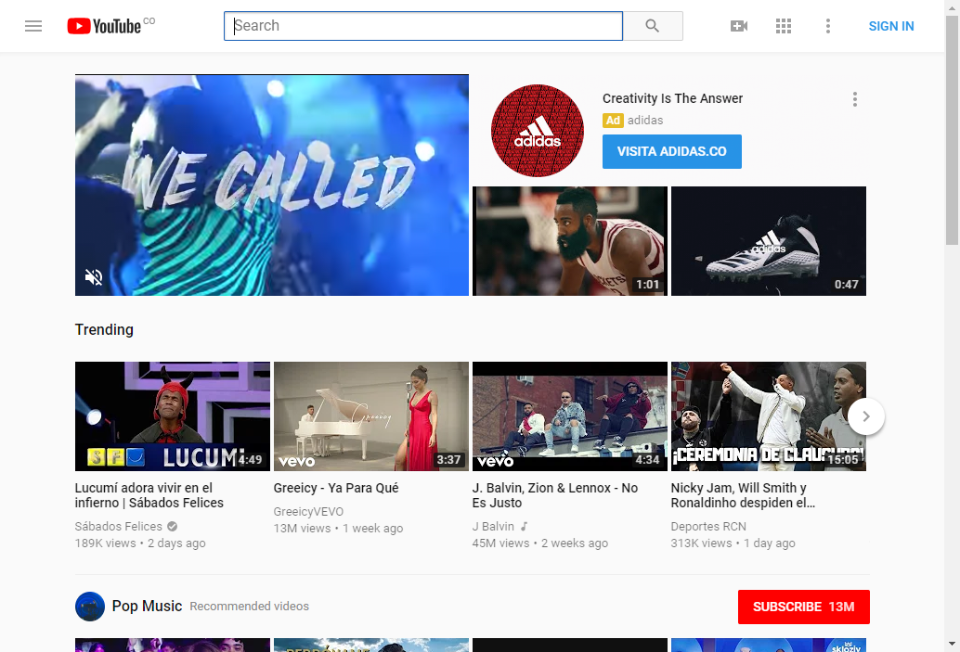 YouTube CO
Search
SIGN IN
WE CALLED
adidas
Creativity Is The Answer
Ad adidas
VISITA ADIDAS.CO
1:01
adidas
0:47
Trending
SFO LUCUMÍ
4:49
Greeicy
vevo
3:37
vevo
4:34
¡CEREMONIA DE CLAUSURA!
15:05
Lucumí adora vivir en el
infierno | Sábados Felices
Sábados Felices
189K views • 2 days ago
Greeicy - Ya Para Qué
GreeicyVEVO
13M views • 1 week ago
J. Balvin, Zion & Lennox - No
Es Justo
J Balvin
45M views • 2 weeks ago
Nicky Jam, Will Smith y
Ronaldinho despiden el...
Deportes RCN
313K views • 1 day ago
Pop Music Recommended videos
SUBSCRIBE 13M